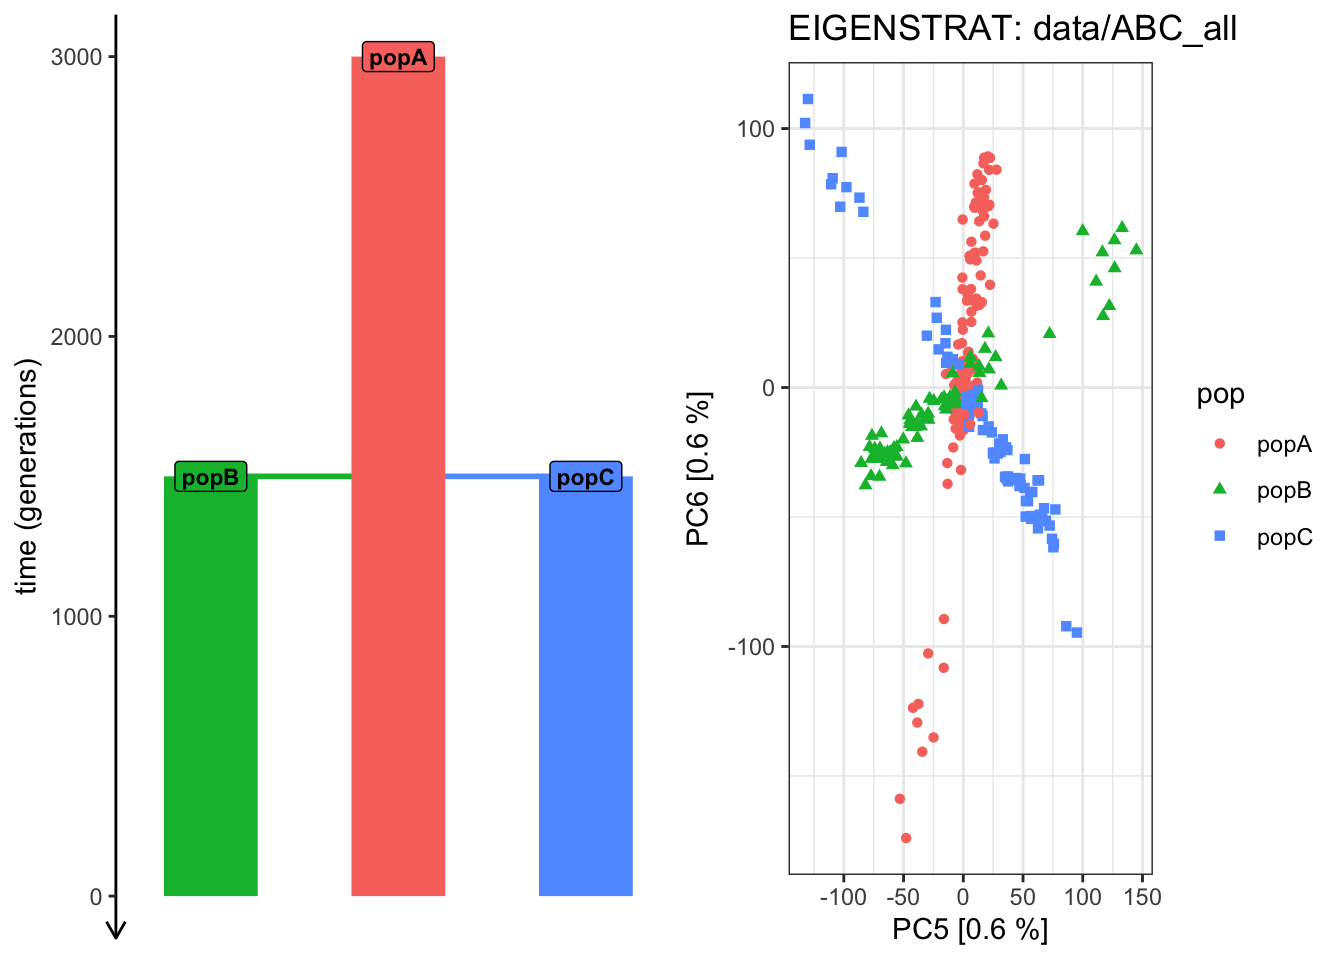 time (generations)
3000
2000
1000
0
popA
popB
popC
EIGENSTRAT: data/ABC_all
PC6 [0.6 %]
100
0
-100
-100
-50
0
50
100
150
PC5 [0.6 %]
pop
popA
popB
popC